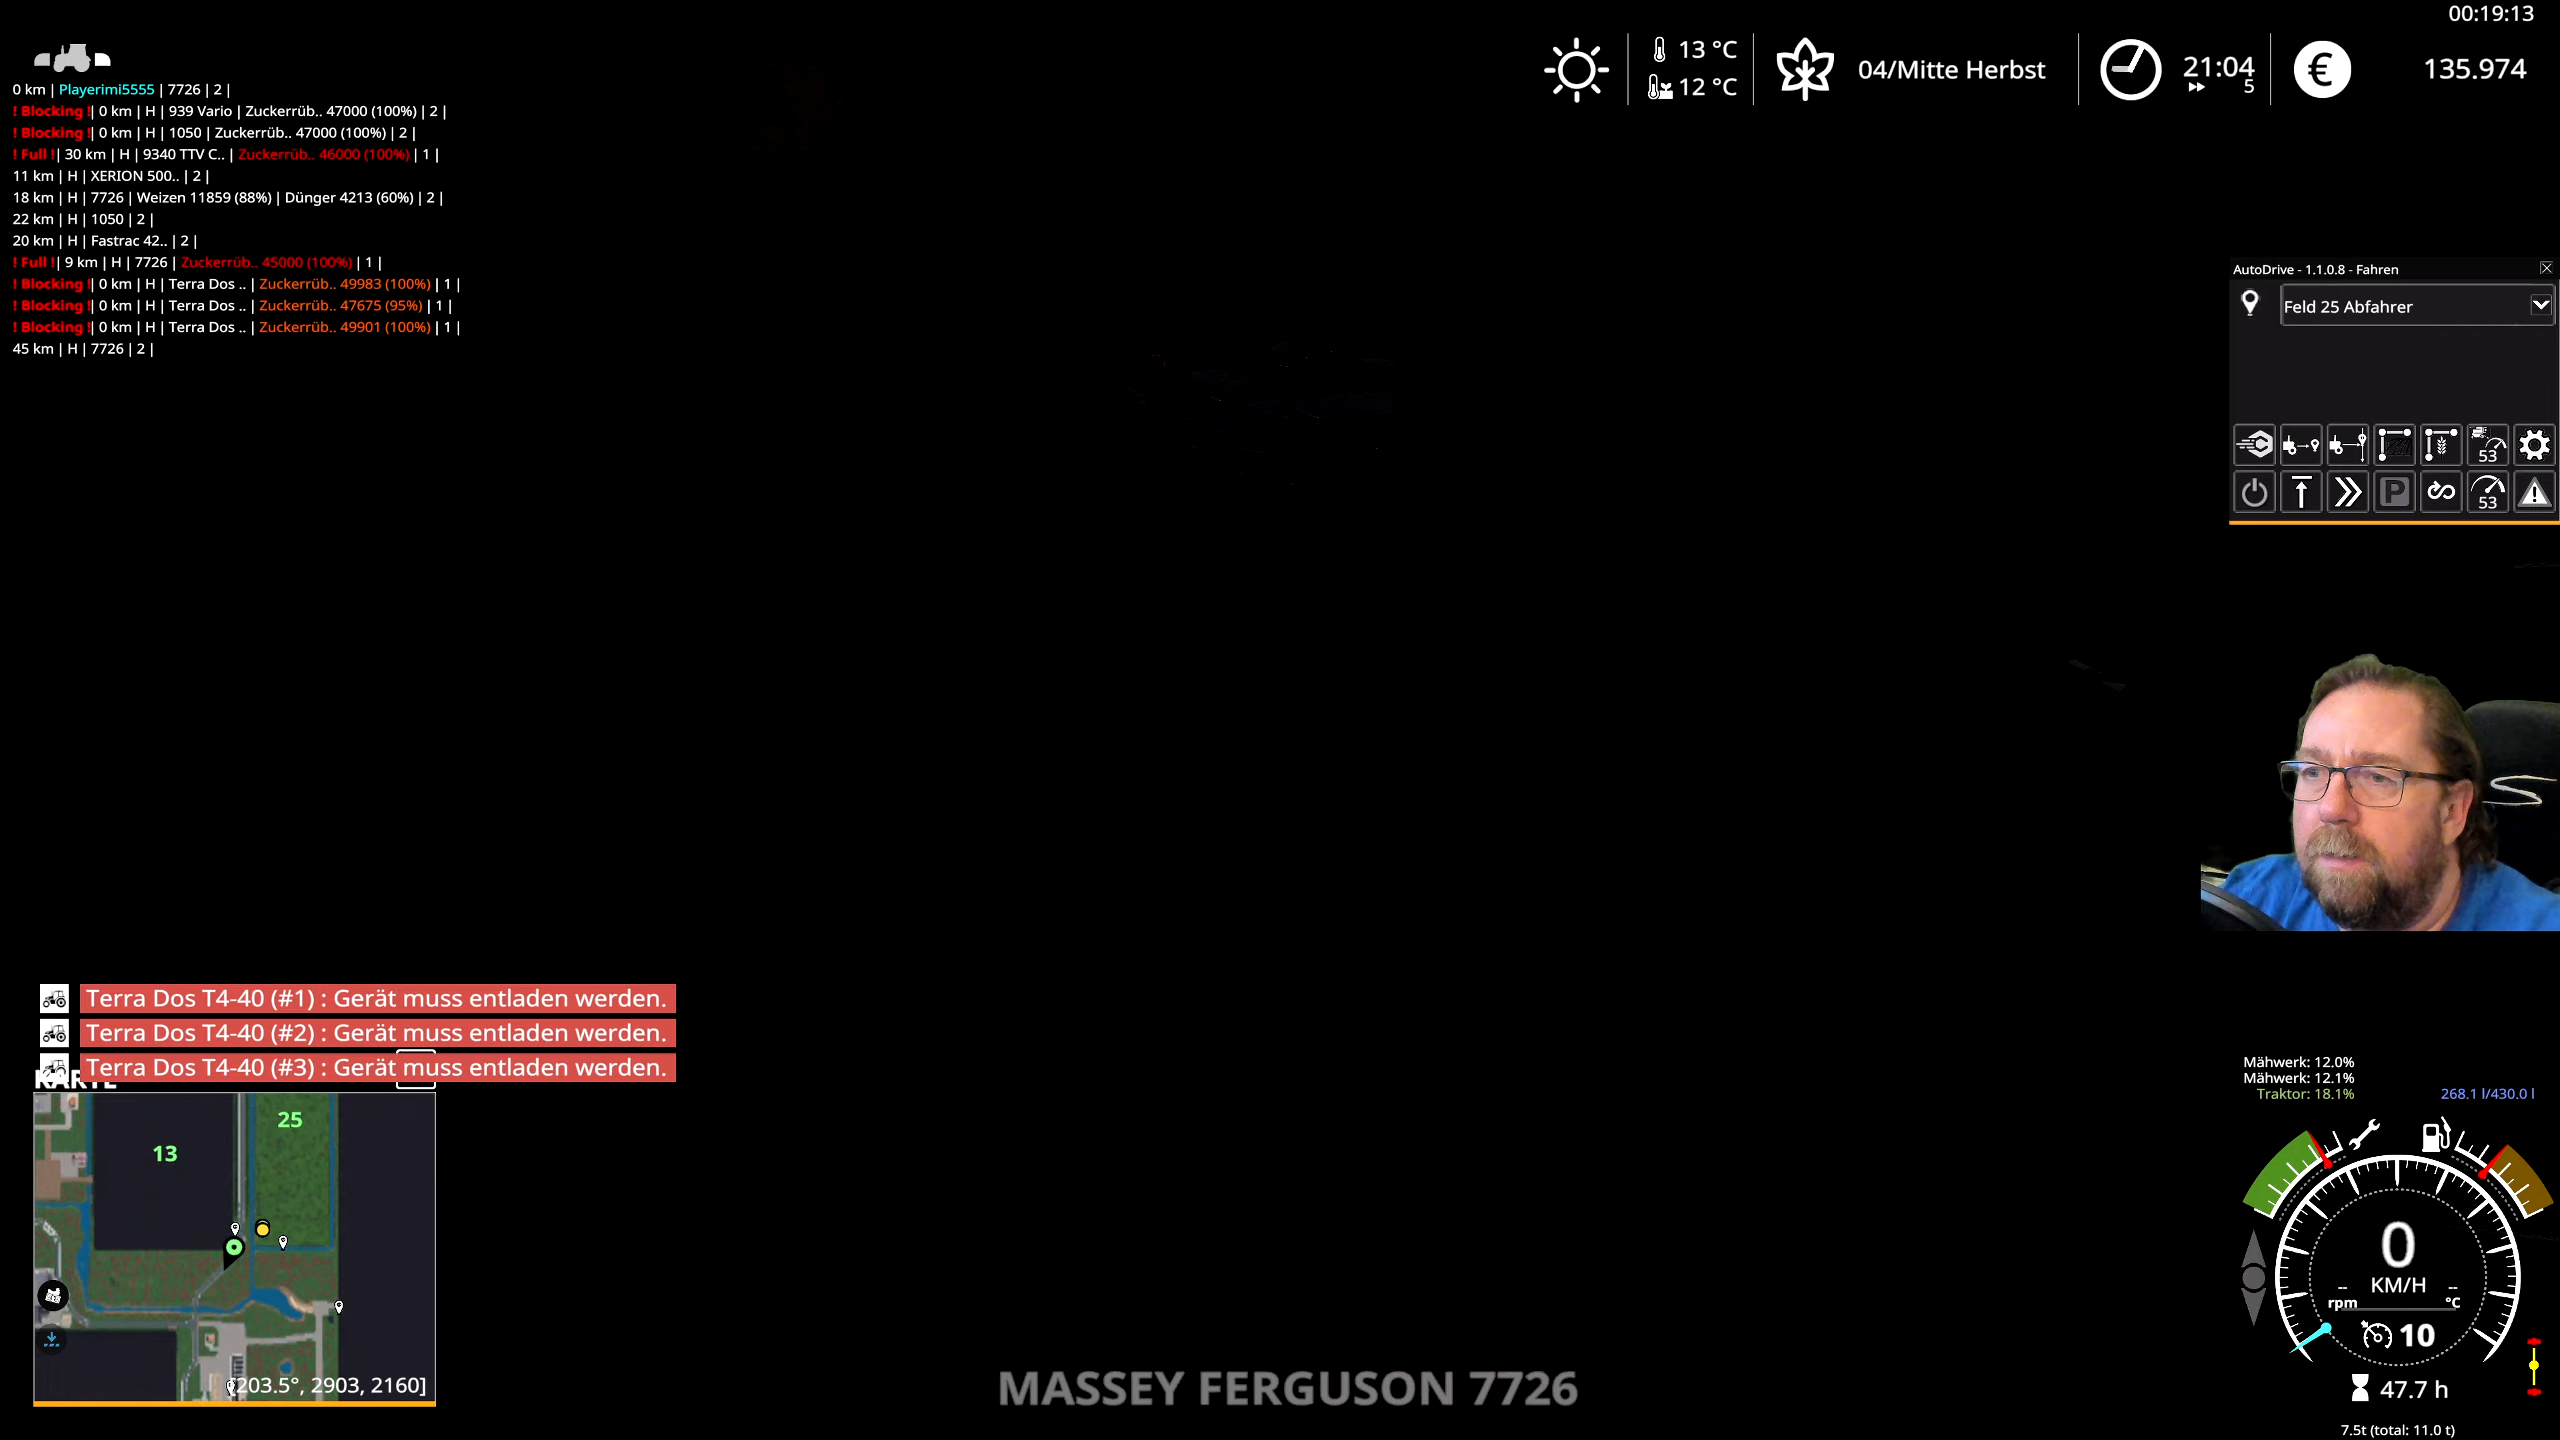 00:19:13
13 °C
12 °C
04/Mitte Herbst
21:04
5
135.974
0 km | Playerimi5555 | 7726 | 2 |
! Blocking !| 0 km | H | 939 Vario | Zuckerrüb.. 47000 (100%) | 2 |
! Blocking !| 0 km | H | 1050 | Zuckerrüb.. 47000 (100%) | 2 |
! Full !| 30 km | H | 9340 TTV C.. | Zuckerrüb.. 46000 (100%) | 1 |
11 km | H | XERION 500.. | 2 |
18 km | H | 7726 | Weizen 11859 (88%) | Dünger 4213 (60%) | 2 |
22 km | H | 1050 | 2 |
20 km | H | Fastrac 42.. | 2 |
! Full !| 9 km | H | 7726 | Zuckerrüb.. 45000 (100%) | 1 |
! Blocking !| 0 km | H | Terra Dos .. | Zuckerrüb.. 49983 (100%) | 1 |
! Blocking !| 0 km | H | Terra Dos .. | Zuckerrüb.. 47675 (95%) | 1 |
! Blocking !| 0 km | H | Terra Dos .. | Zuckerrüb.. 49901 (100%) | 1 |
45 km | H | 7726 | 2 |
AutoDrive - 1.1.0.8 - Fahren
Feld 25 Abfahrer
53
P
53
Terra Dos T4-40 (#1) : Gerät muss entladen werden.
Terra Dos T4-40 (#2) : Gerät muss entladen werden.
Terra Dos T4-40 (#3) : Gerät muss entladen werden.
KARTE
25
13
[203.5°, 2903, 2160]
MASSEY FERGUSON 7726
Mähwerk: 12.0%
Mähwerk: 12.1%
Traktor: 18.1%
268.1 l/430.0 l
0
KM/H
-- rpm
-- °C
10
47.7 h
7.5t (total: 11.0 t)